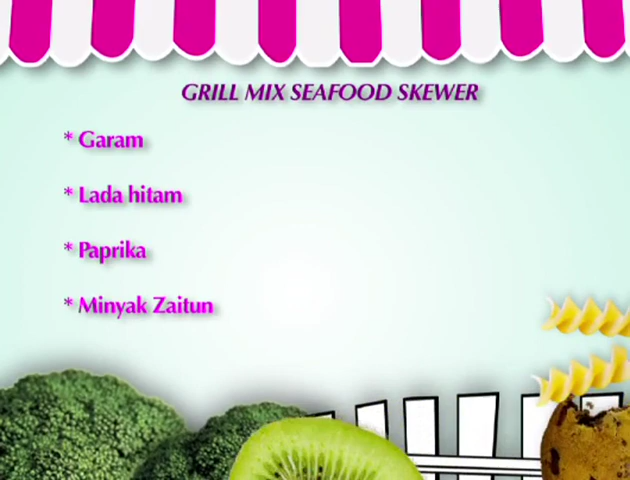 GRILL MIX SEAFOOD SKEWER
* Garam
* Lada hitam
* Paprika
* Minyak Zaitun